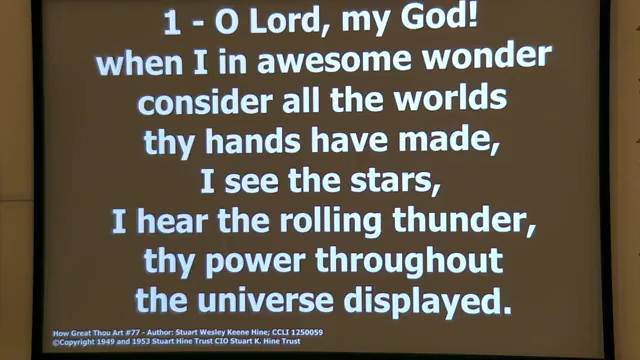 1 - O Lord, my God!
when I in awesome wonder
consider all the worlds
thy hands have made,
I see the stars,
I hear the rolling thunder,
thy power throughout
the universe displayed.
How Great Thou Art #77 - Author: Stuart Wesley Keene Hine; CCLI 1250059
©Copyright 1949 and 1953 Stuart Hine Trust CIO Stuart K. Hine Trust